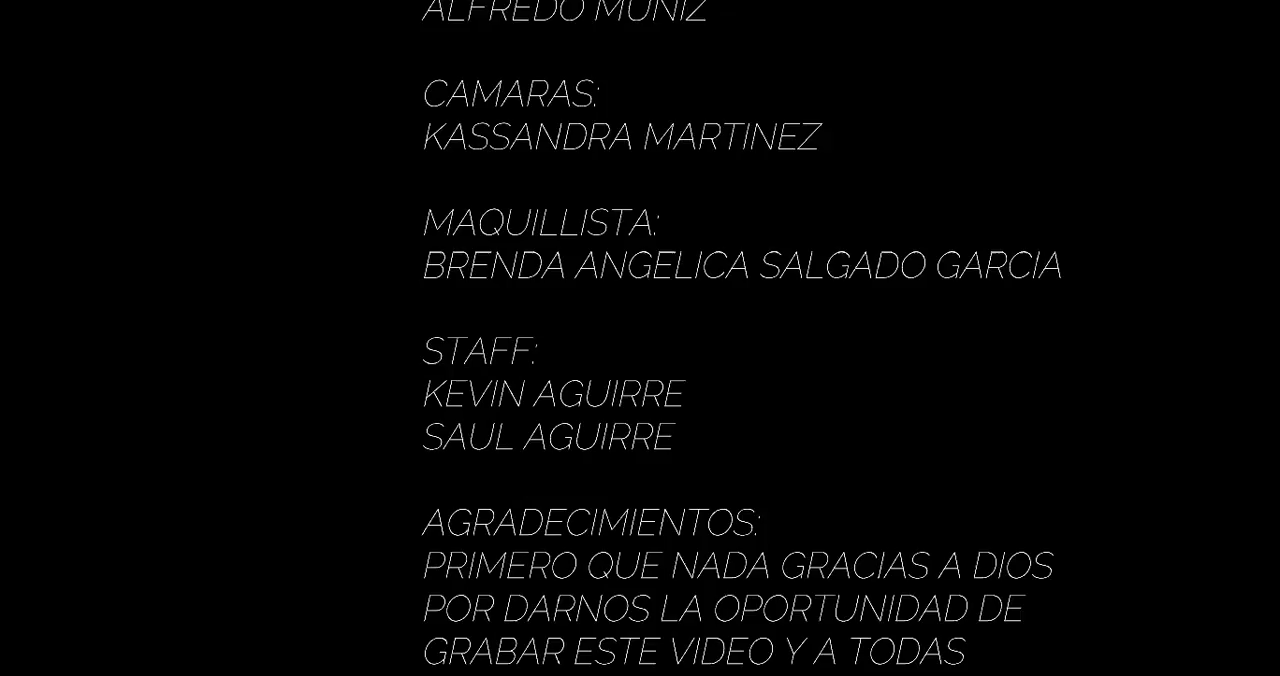 ALFREDO MUNIZ
CAMARAS:
KASSANDRA MARTINEZ
MAQUILLISTA:
BRENDA ANGELICA SALGADO GARCIA
STAFF:
KEVIN AGUIRRE
SAUL AGUIRRE
AGRADECIMIENTOS:
PRIMERO QUE NADA GRACIAS A DIOS
POR DARNOS LA OPORTUNIDAD DE
GRABAR ESTE VIDEO Y A TODAS